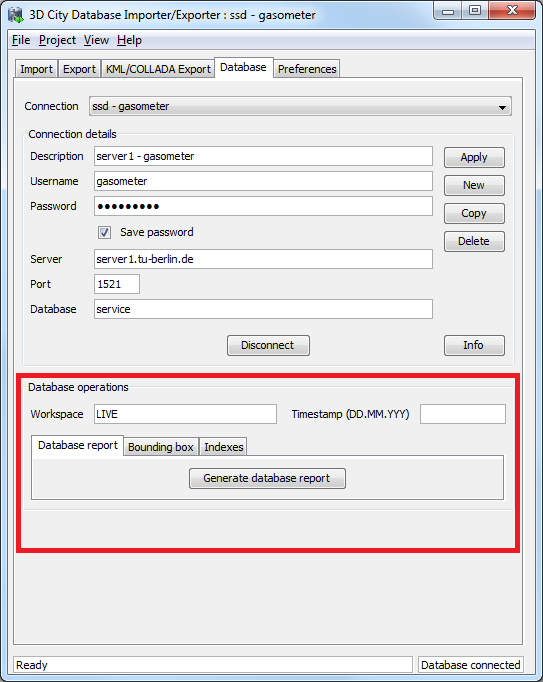 3D City Database Importer/Exporter : ssd - gasometer
File Project View Help
Import Export KML/COLLADA Export Database Preferences
Connection ssd - gasometer
Connection details
Description server1 - gasometer Apply
Username gasometer New
Password ●●●●●●●●● Copy
Save password
Delete
Server server1.tu-berlin.de
Port 1521
Database service
Disconnect Info
Database operations
Workspace LIVE Timestamp (DD.MM.YYY)
Database report Bounding box Indexes
Generate database report
Ready Database connected